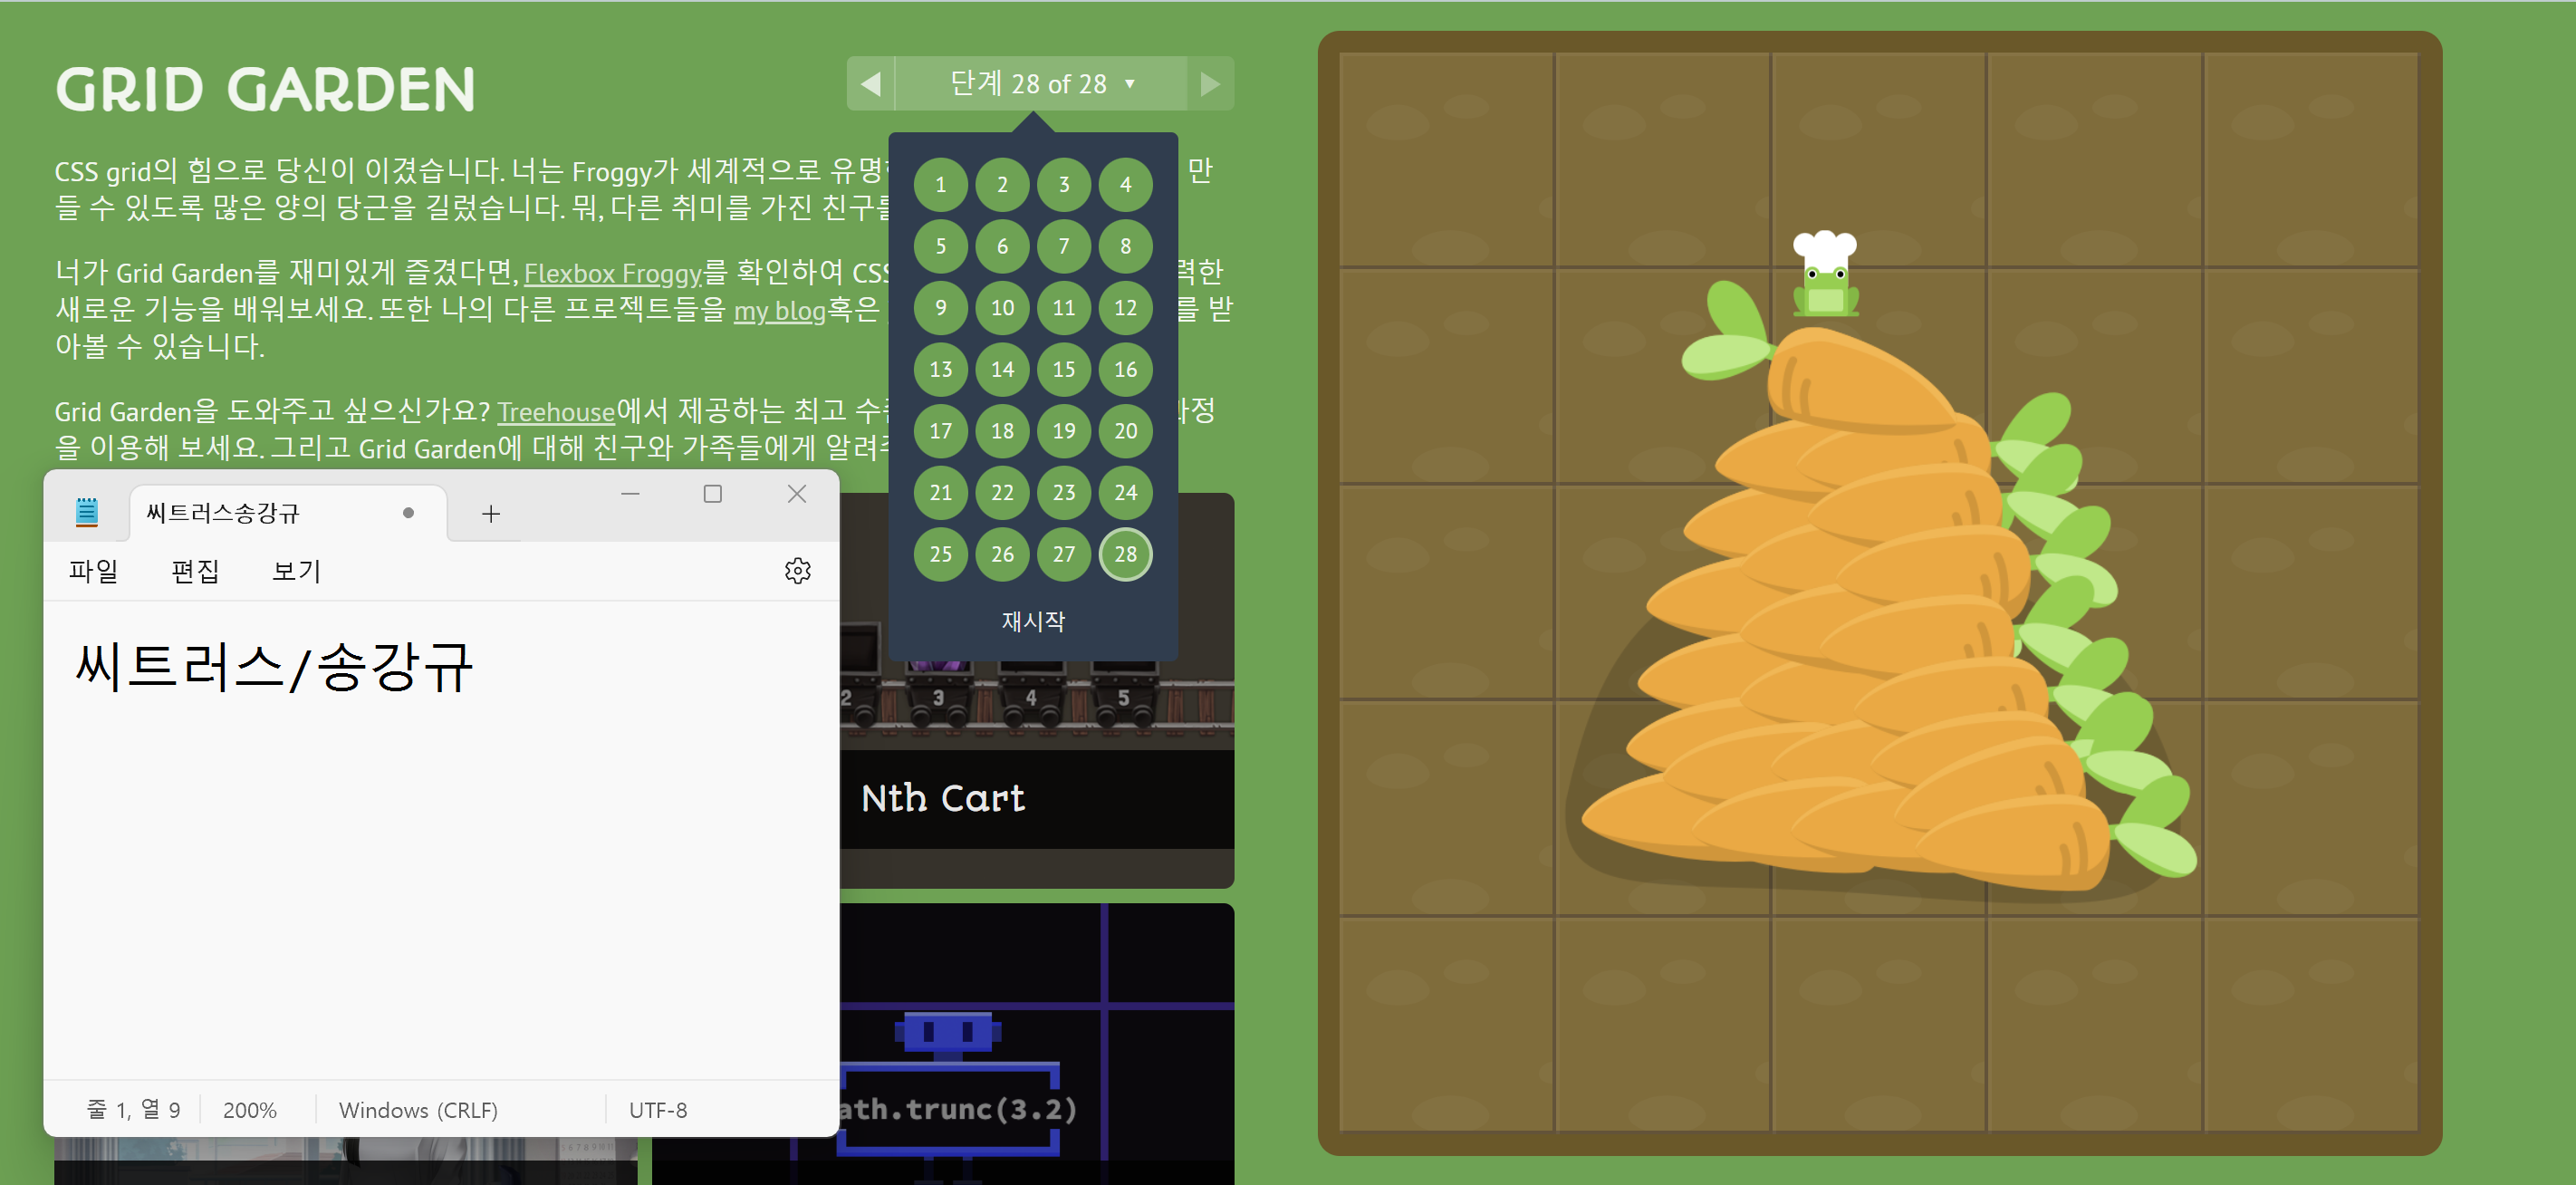 GRID GARDEN
단계 28 of 28
CSS grid의 힘으로 당신이 이겼습니다. 너는 Froggy가 세계적으로 만
들 수 있도록 많은 양의 당근을 길렀습니다. 뭐, 다른 취미를 가진
너가 Grid Garden를 재미있게 즐겼다면, Flexbox Froggy를 확인하여
새로운 기능을 배워보세요. 또한 나의 다른 프로젝트들을 my blog혹은 를 받
아볼 수 있습니다.
Grid Garden을 도와주고 싶으신가요? Treehouse에서 제공하는 최고
을 이용해 보세요. 그리고 Grid Garden에 대해 친구와 가족들에게
1 2 3 4
5 6 7 8
9 10 11 12
13 14 15 16
17 18 19 20
21 22 23 24
25 26 27 28
재시작
씨트러스송강규
파일 편집 보기
씨트러스/송강규
줄 1, 열 9 200% Windows (CRLF) UTF-8
2 3 4 5
Nth Cart
ath.trunc(3.2)